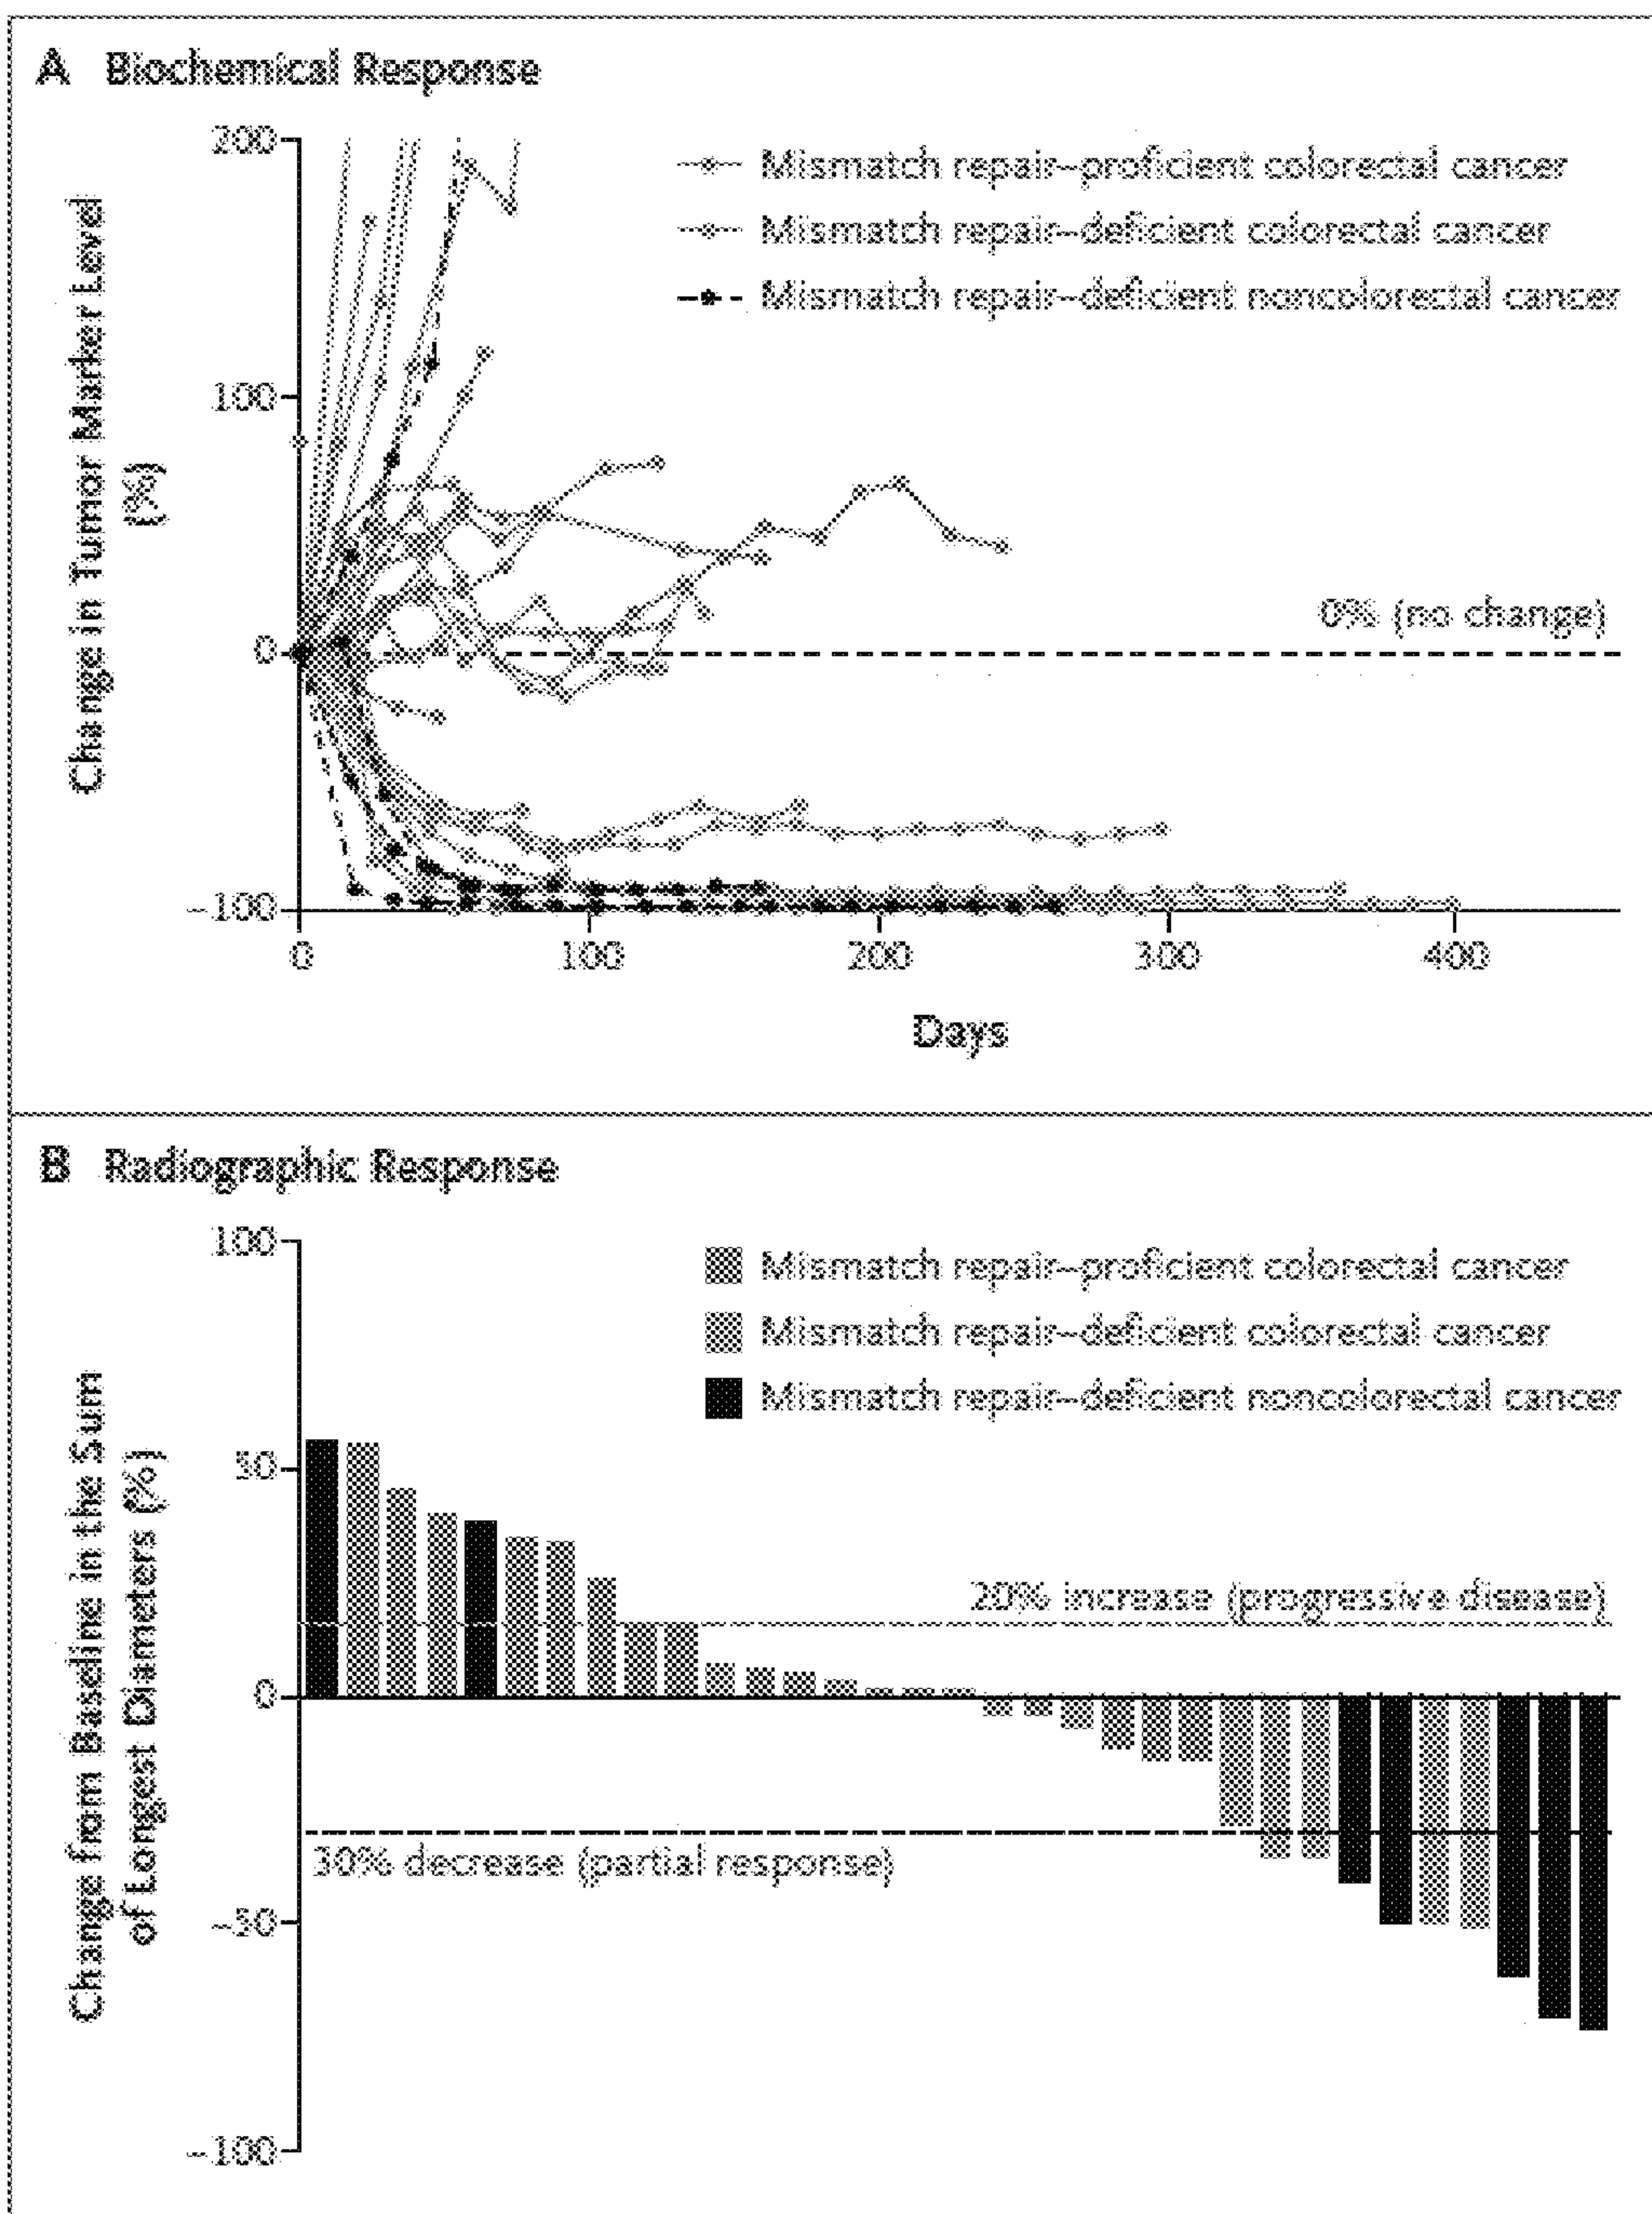 A Biochemical Response
200
100
0
−100
Change in Tumor Marker Level
(%)
Mismatch repair–proficient colorectal cancer
Mismatch repair–deficient colorectal cancer
Mismatch repair–deficient noncolorectal cancer
0% (no change)
0 100 200 300 400
Days
B Radiographic Response
100
50
0
−50
−100
Change from Baseline in the Sum
of Longest Diameters (%)
Mismatch repair–proficient colorectal cancer
Mismatch repair–deficient colorectal cancer
Mismatch repair–deficient noncolorectal cancer
20% increase (progressive disease)
30% decrease (partial response)